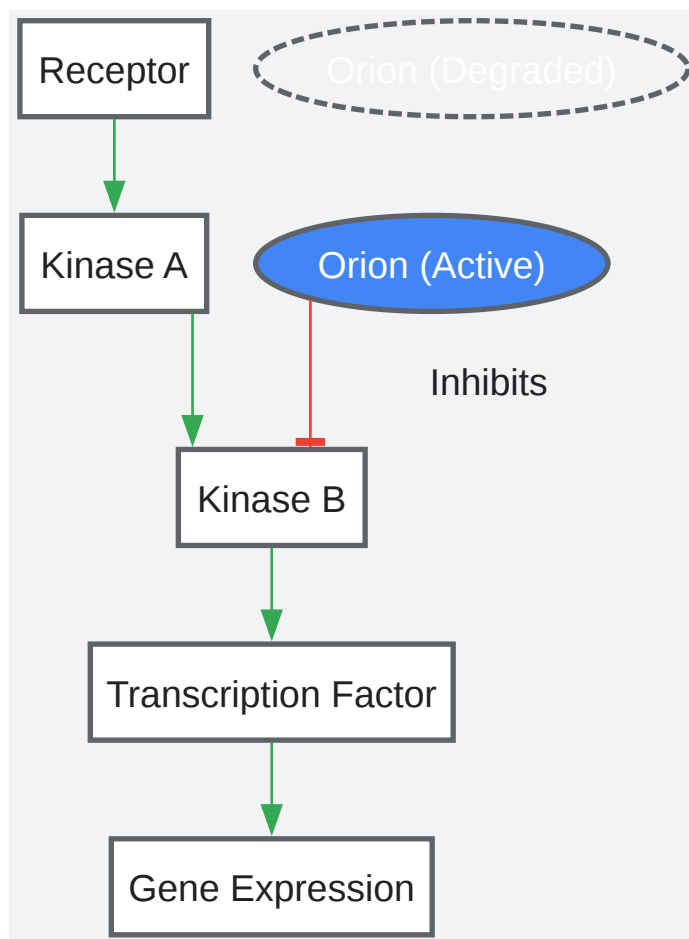 Receptor
Orion (Degraded)
Kinase A
Orion (Active)
Inhibits
Kinase B
Transcription Factor
Gene Expression